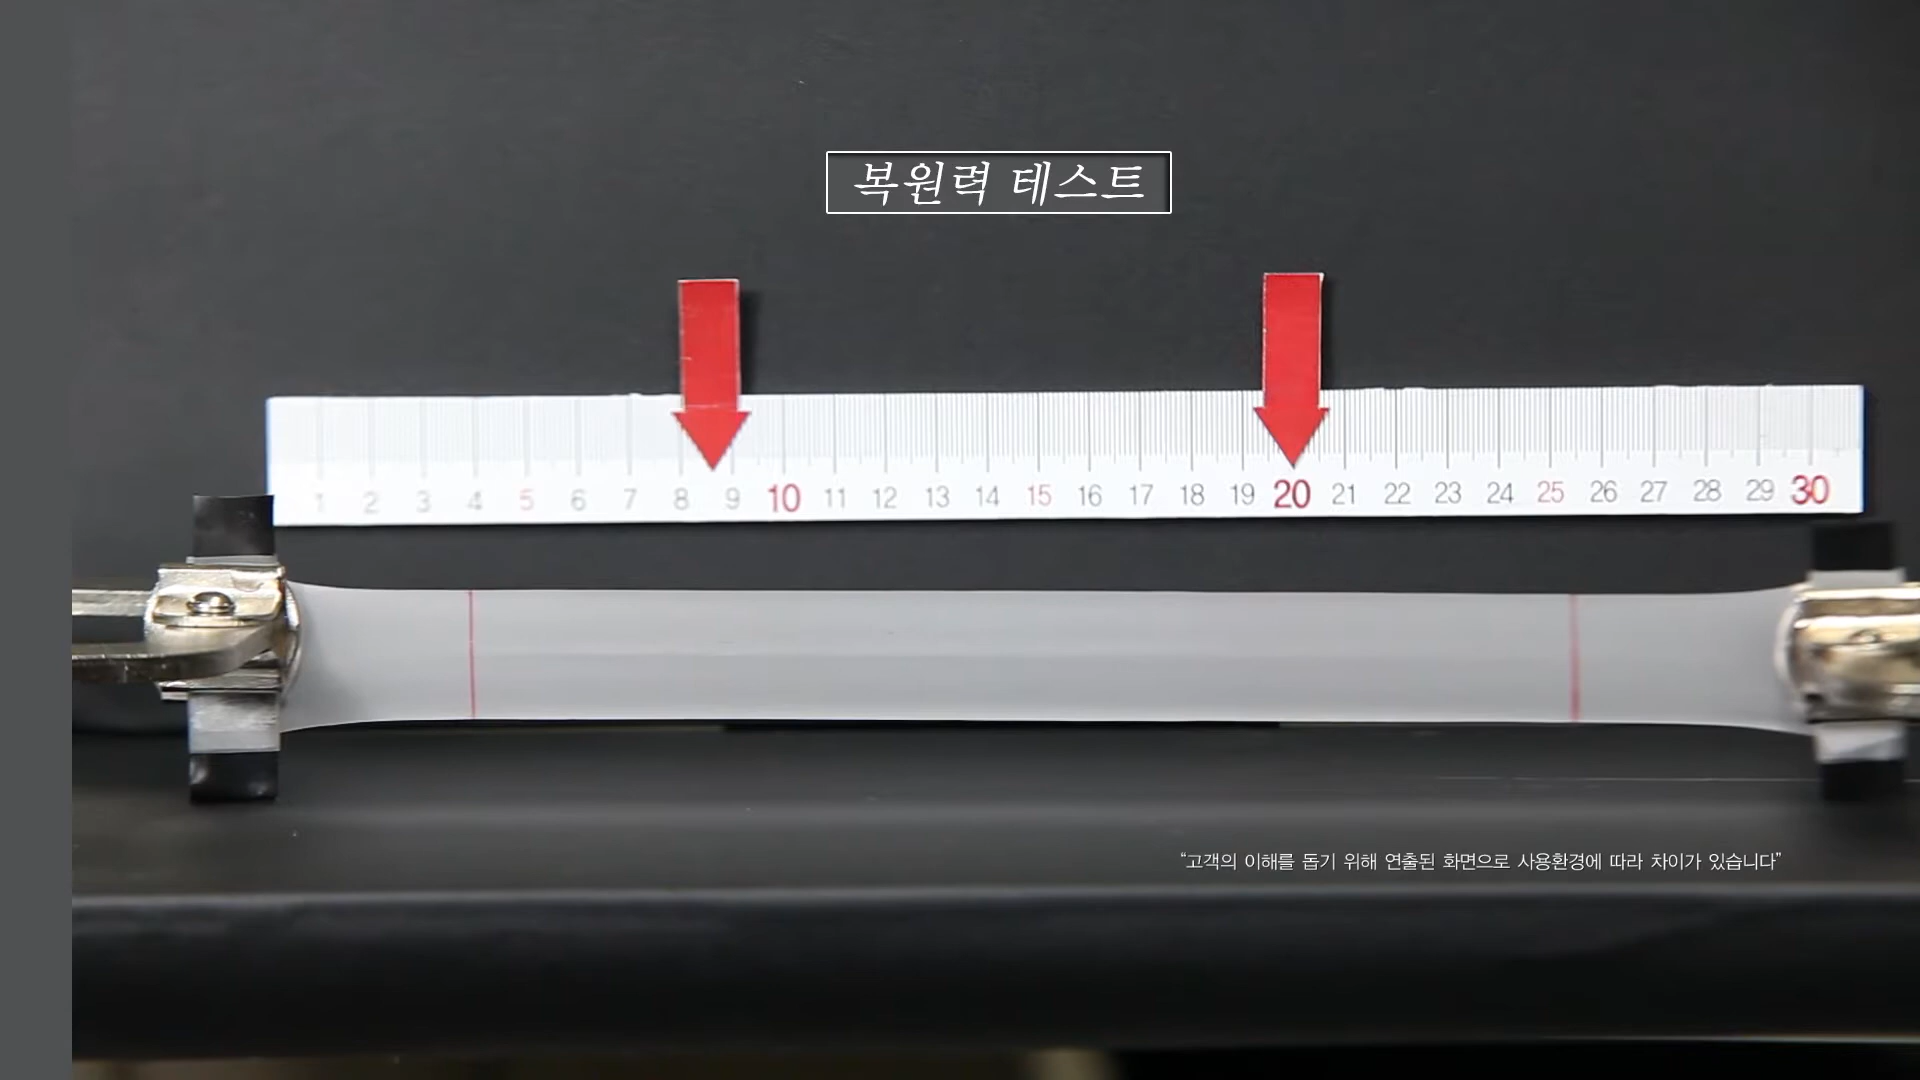 복원력 테스트
1 2 3 4 5 6 7 8 9 10 11 12 13 14 15 16 17 18 19 20 21 22 23 24 25 26 27 28 29 30
“고객의 이해를 돕기 위해 연출된 화면으로 사용환경에 따라 차이가 있습니다”